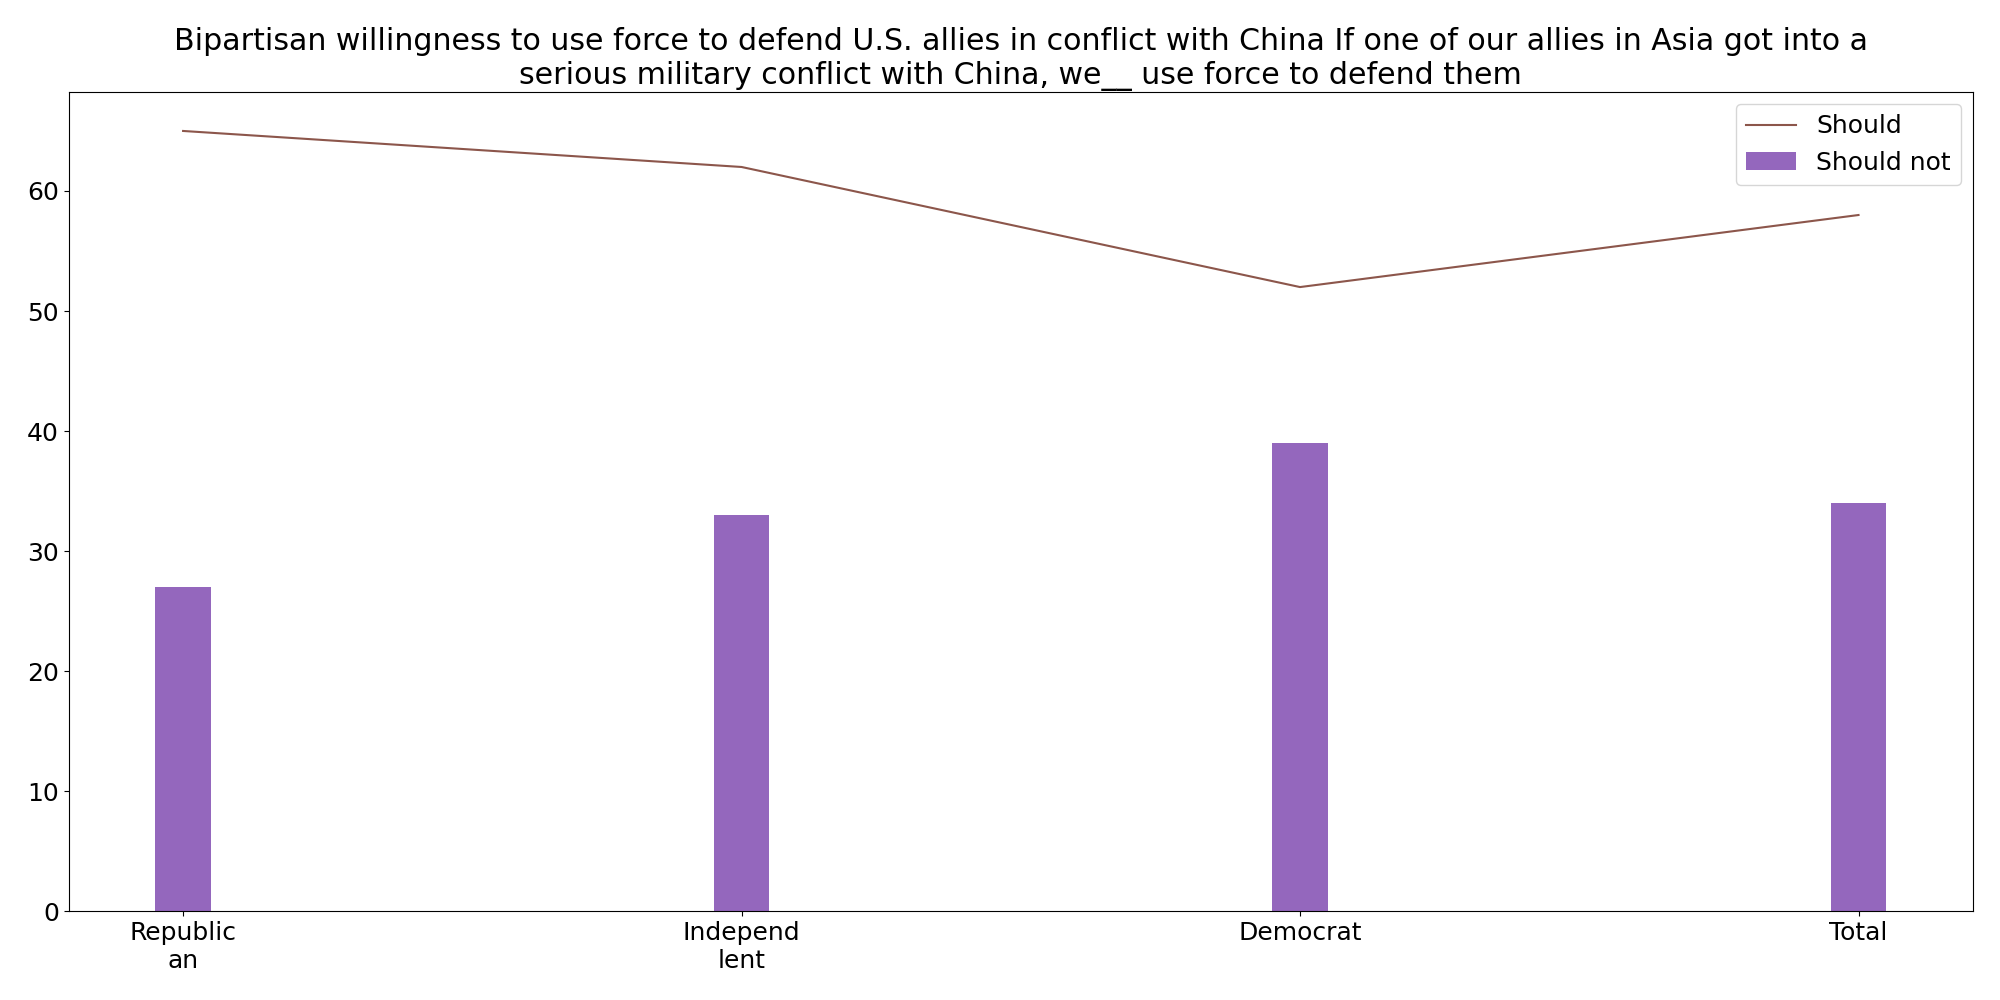 Bipartisan willingness to use force to defend U.S. allies in conflict with China If one of our allies in Asia got into a
serious military conflict with China, we__ use force to defend them
Should
Should not
60
50
40
30
20
10
0
Republic
an
Independ
lent
Democrat
Total